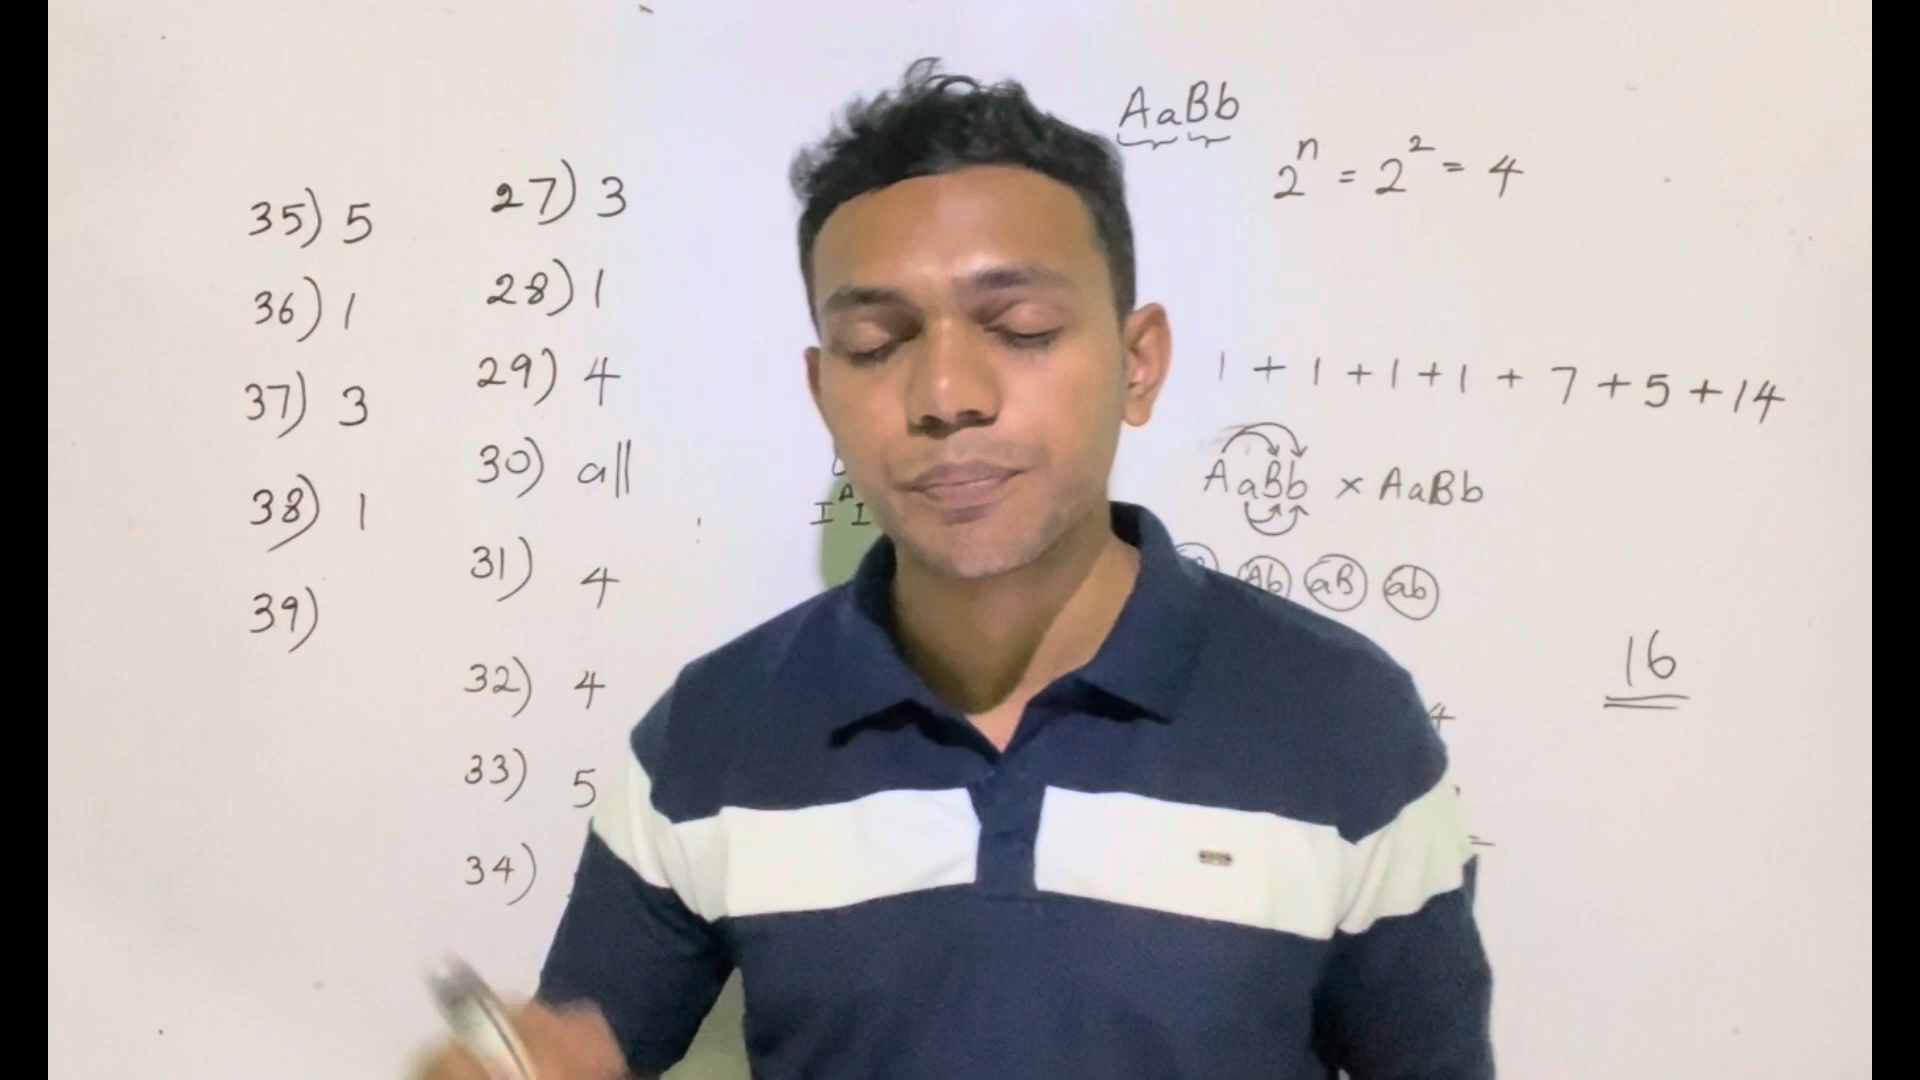 35) 5
36) 1
37) 3
38) 1
39)
27) 3
28) 1
29) 4
30) all
31) 4
32) 4
33) 5
34)
AaBb
2ⁿ = 2² = 4
1 + 1 + 1 + 1 + 7 + 5 + 14
AaBb × AaBb
Ab aB ab
16
4
=
Iᴬ I